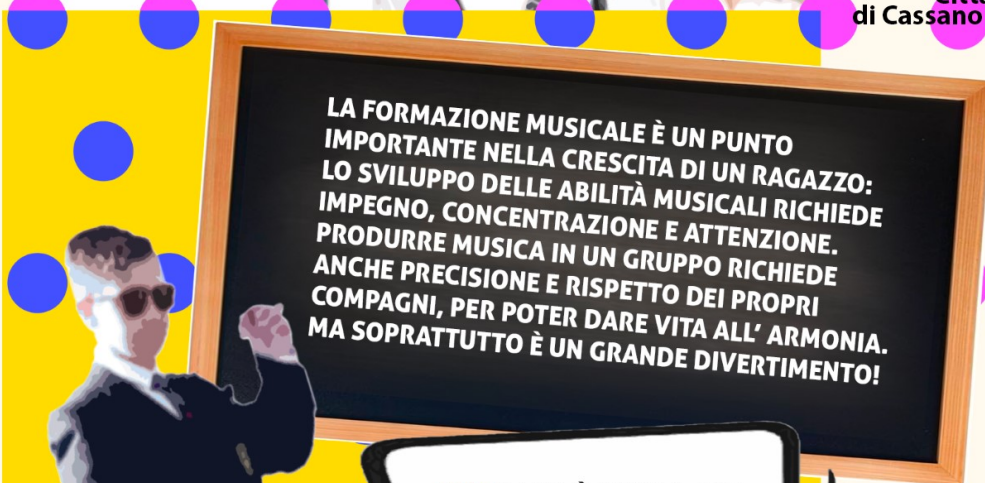 di Cassano
LA FORMAZIONE MUSICALE È UN PUNTO
IMPORTANTE NELLA CRESCITA DI UN RAGAZZO:
LO SVILUPPO DELLE ABILITÀ MUSICALI RICHIEDE
IMPEGNO, CONCENTRAZIONE E ATTENZIONE.
PRODURRE MUSICA IN UN GRUPPO RICHIEDE
ANCHE PRECISIONE E RISPETTO DEI PROPRI
COMPAGNI, PER POTER DARE VITA ALL' ARMONIA.
MA SOPRATTUTTO È UN GRANDE DIVERTIMENTO!